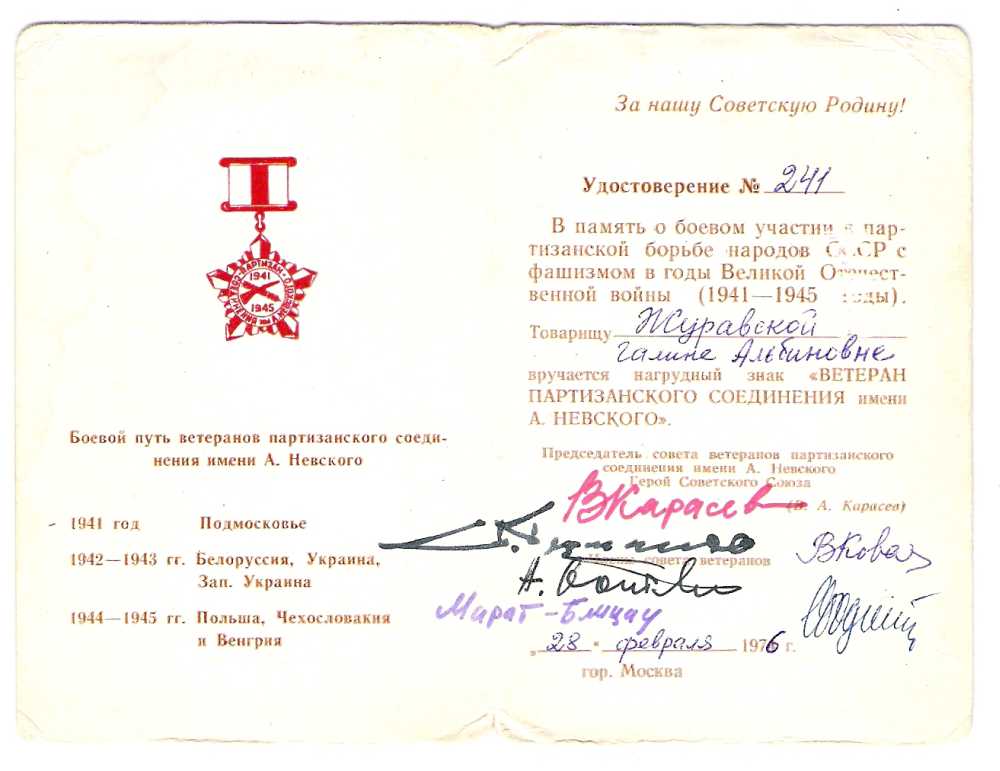 1941
1945
Боевой путь ветеранов партизанского соеди-
нения имени А. Невского
1941 год Подмосковье
1942—1943 гг. Белоруссия, Украина,
Зап. Украина
1944—1945 гг. Польша, Чехословакия
и Венгрия
За нашу Советскую Родину!
Удостоверение № 241
В память о боевом участии в пар-
тизанской борьбе народов СССР с
фашизмом в годы Великой Отечест-
венной войны (1941—1945 годы).
Товарищу Журавской
Галине Альбиновне
вручается нагрудный знак «ВЕТЕРАН
ПАРТИЗАНСКОГО СОЕДИНЕНИЯ имени
А. НЕВСКОГО».
Председатель совета ветеранов партизанского
соединения имени А. Невского
Герой Советского Союза
ВКарасев
(В. А. Карасев)
Члены совета ветеранов
„28“ февраля 1976 г.
гор. Москва